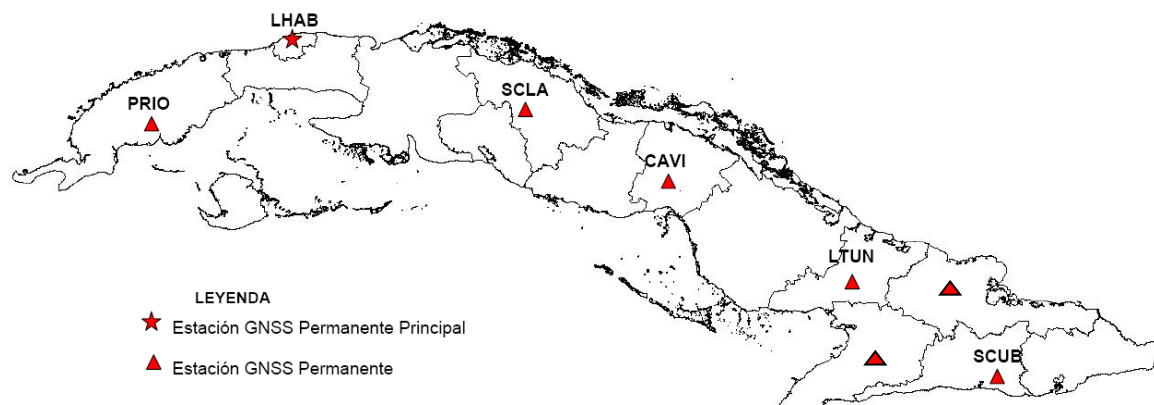 LHAB
PRIO
SCLA
CAVI
LTUN
SCUB
LEYENDA
Estación GNSS Permanente Principal
Estación GNSS Permanente